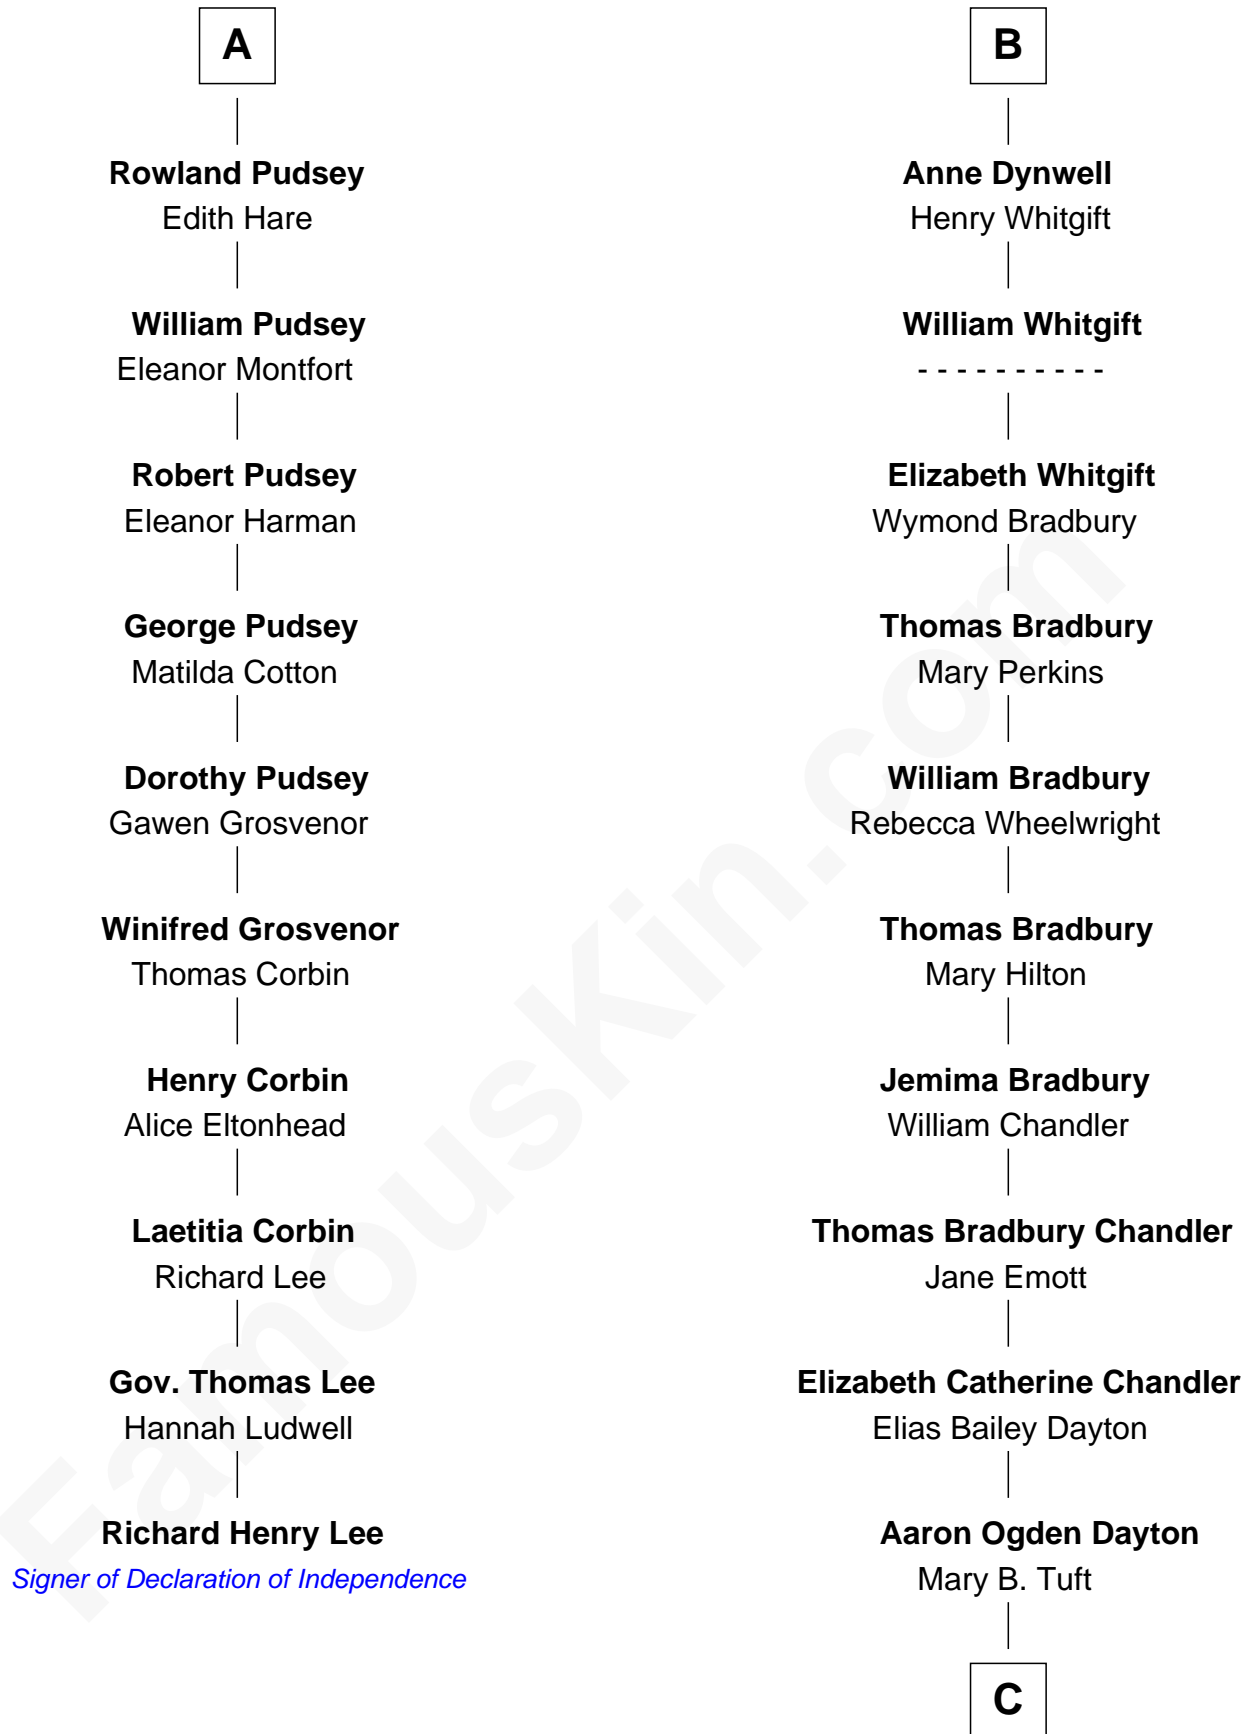 A
Rowland Pudsey
Edith Hare
William Pudsey
Eleanor Montfort
Robert Pudsey
Eleanor Harman
George Pudsey
Matilda Cotton
Dorothy Pudsey
Gawen Grosvenor
Winifred Grosvenor
Thomas Corbin
Henry Corbin
Alice Eltonhead
Laetitia Corbin
Richard Lee
Gov. Thomas Lee
Hannah Ludwell
Richard Henry Lee
Signer of Declaration of Independence
B
Anne Dynwell
Henry Whitgift
William Whitgift
- - - - - - - - - -
Elizabeth Whitgift
Wymond Bradbury
Thomas Bradbury
Mary Perkins
William Bradbury
Rebecca Wheelwright
Thomas Bradbury
Mary Hilton
Jemima Bradbury
William Chandler
Thomas Bradbury Chandler
Jane Emott
Elizabeth Catherine Chandler
Elias Bailey Dayton
Aaron Ogden Dayton
Mary B. Tuft
C
FamousKin.com